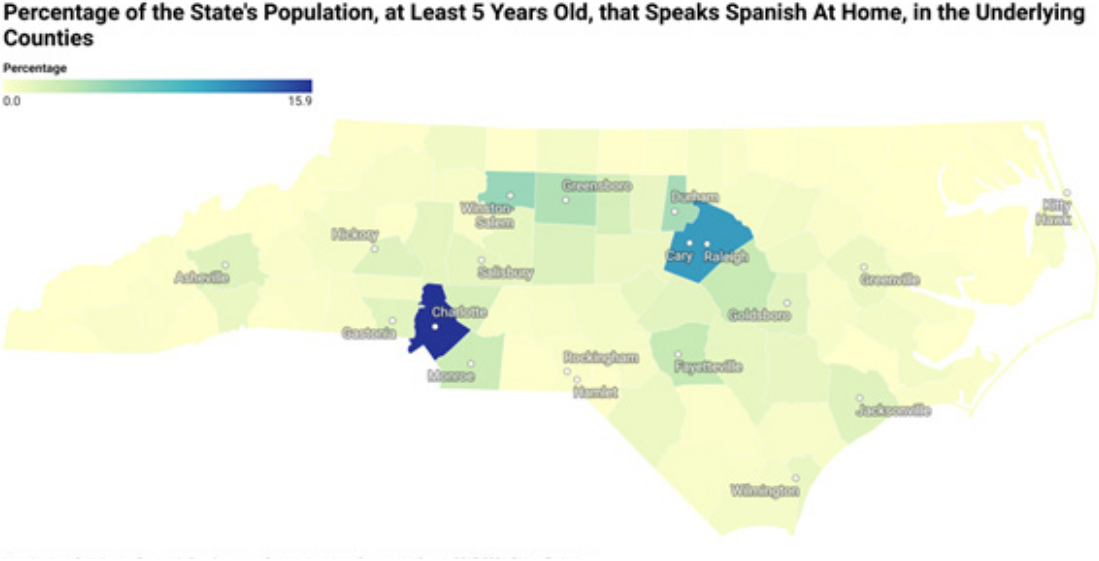 Percentage of the State's Population, at Least 5 Years Old, that Speaks Spanish At Home, in the Underlying
Counties
Percentage
0.0 15.9
Greensboro
Durham
Winston-
Salem
Kitty
Hawk
Hickory
Cary Raleigh
Asheville
Salisbury
Greenville
Charlotte
Goldsboro
Gastonia
Rockingham
Fayetteville
Monroe
Hamlet
Jacksonville
Wilmington